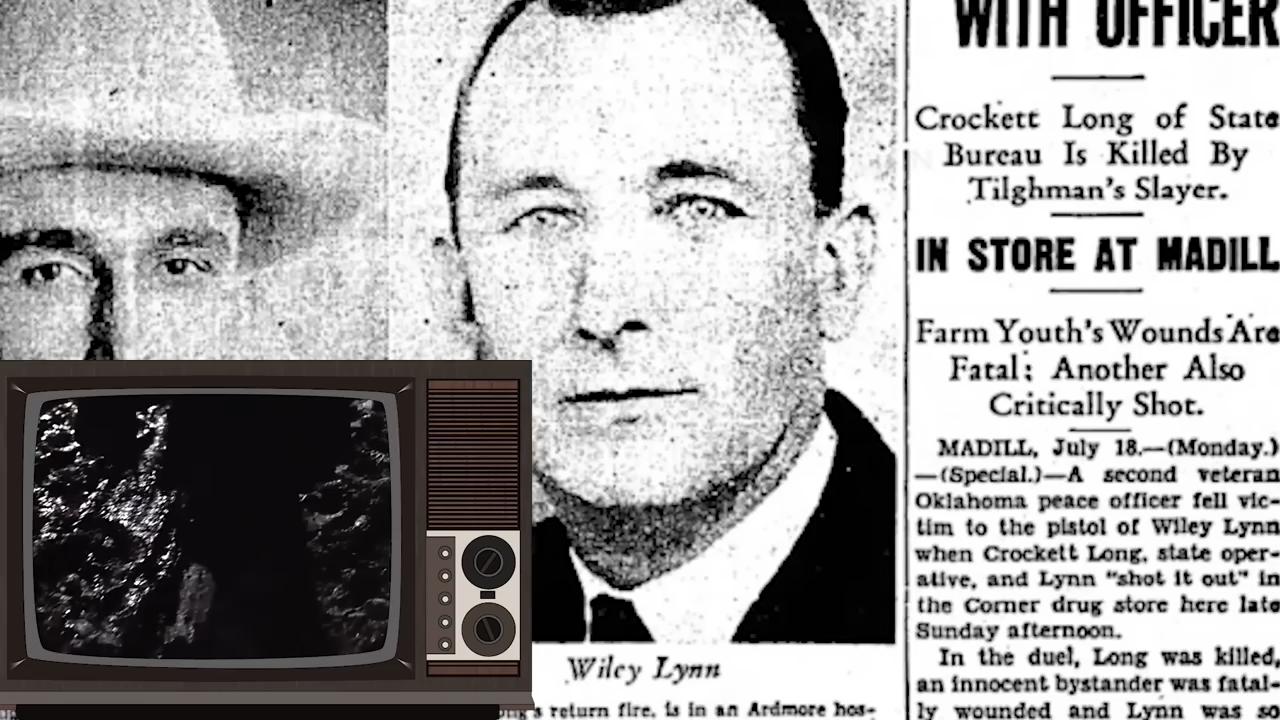 WITH OFFICER
Crockett Long of State
Bureau Is Killed By
Tilghman's Slayer.
IN STORE AT MADILL
Farm Youth's Wounds Are
Fatal; Another Also
Critically Shot.
MADILL, July 18.—(Monday.)
—(Special.)—A second veteran
Oklahoma peace officer fell vic-
tim to the pistol of Wiley Lynn
when Crockett Long, state oper-
ative, and Lynn "shot it out" in
the Corner drug store here late
Sunday afternoon.
In the duel, Long was killed,
an innocent bystander was fatal-
ly wounded and Lynn was so
Wiley Lynn
return fire, is in an Ardmore hos-